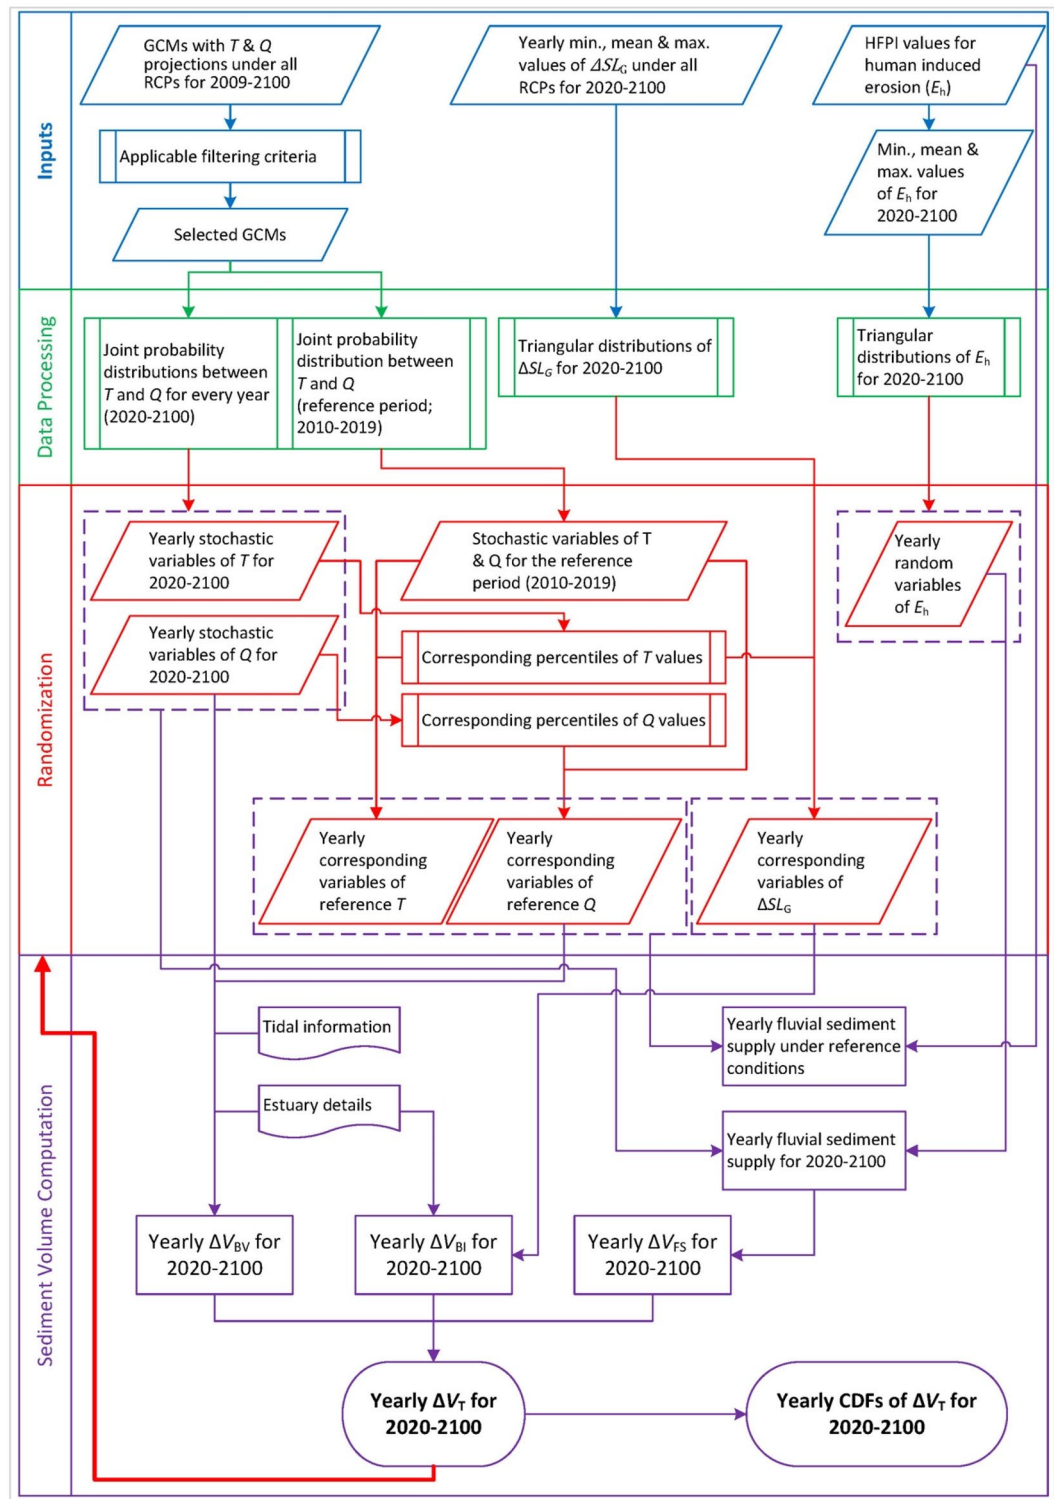 Inputs
GCMs with T & Q
projections under all
RCPs for 2009-2100
Yearly min., mean & max.
values of ΔSLG under all
RCPs for 2020-2100
HFPI values for
human induced
erosion (Eh)
Applicable filtering criteria
Min., mean &
max. values
of Eh for
2020-2100
Selected GCMs
Data Processing
Joint probability
distributions between
T and Q for every year
(2020-2100)
Joint probability
distribution between
T and Q
(reference period;
2010-2019)
Triangular distributions of
ΔSLG for 2020-2100
Triangular
distributions of Eh
for 2020-2100
Randomization
Yearly stochastic
variables of T for
2020-2100
Stochastic variables of T
& Q for the reference
period (2010-2019)
Yearly
random
variables
of Eh
Yearly stochastic
variables of Q for
2020-2100
Corresponding percentiles of T values
Corresponding percentiles of Q values
Yearly
corresponding
variables of
reference T
Yearly
corresponding
variables of
reference Q
Yearly
corresponding
variables of
ΔSLG
Sediment Volume Computation
Tidal information
Yearly fluvial sediment
supply under reference
conditions
Estuary details
Yearly fluvial sediment
supply for 2020-2100
Yearly ΔVBV for
2020-2100
Yearly ΔVBI for
2020-2100
Yearly ΔVFS for
2020-2100
Yearly ΔVT for
2020-2100
Yearly CDFs of ΔVT for
2020-2100